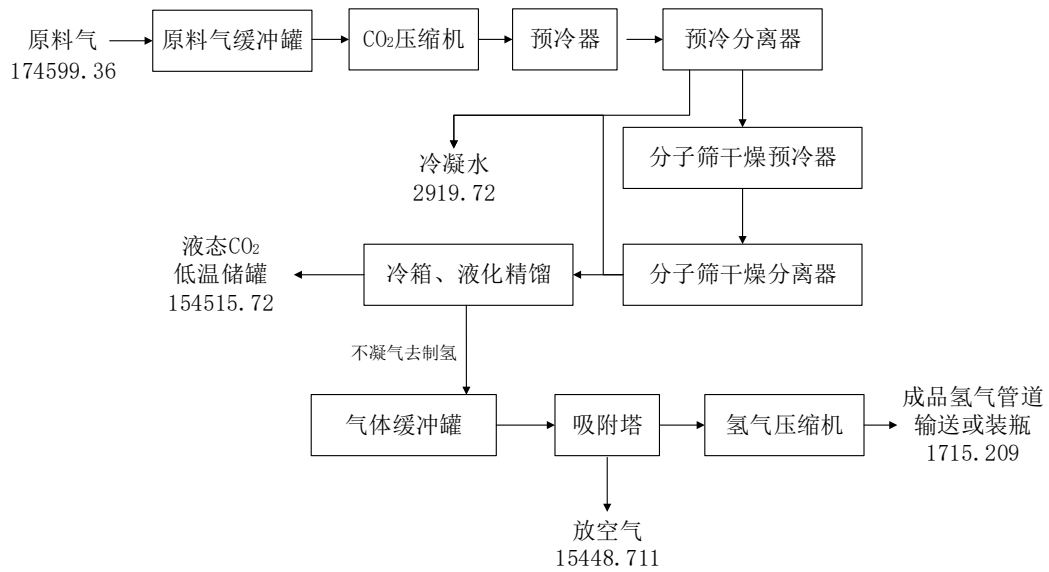 原料气
174599.36
原料气缓冲罐
CO₂压缩机
预冷器
预冷分离器
分子筛干燥预冷器
冷凝水
2919.72
液态CO₂
低温储罐
154515.72
冷箱、液化精馏
分子筛干燥分离器
不凝气去制氢
气体缓冲罐
吸附塔
氢气压缩机
成品氢气管道
输送或装瓶
1715.209
放空气
15448.711